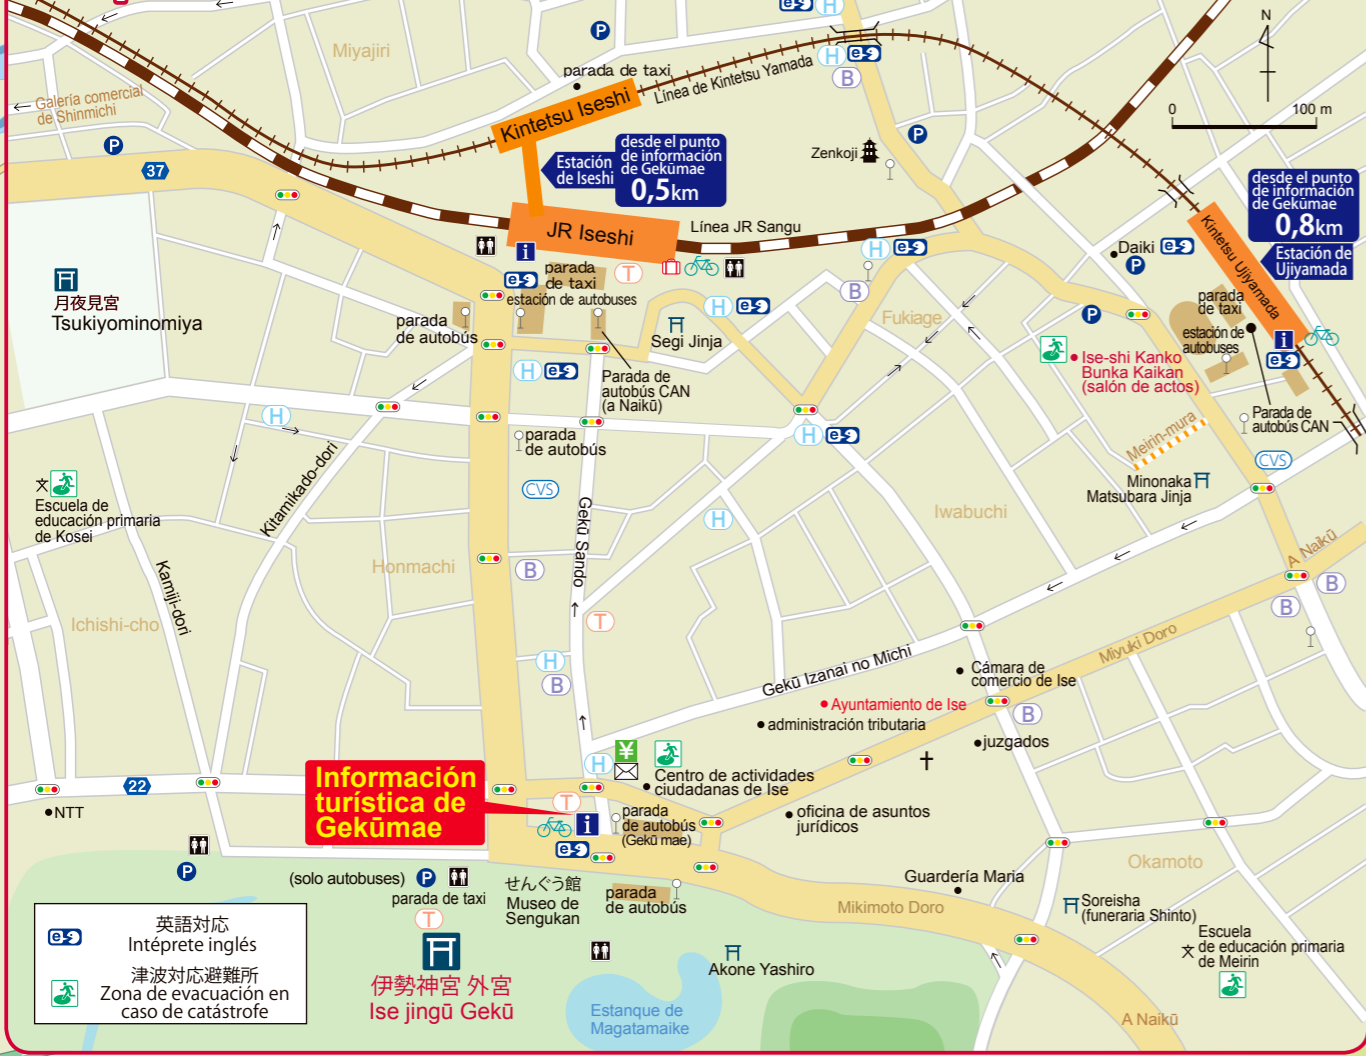 Miyajiri
Galería comercial
de Shinmichi
P
P
37
parada de taxi
Kintetsu Iseshi
Línea de Kintetsu Yamada
H
H
B
P
N
0
100 m
Zenkoji
Estación
de Iseshi
desde el punto
de información
de Gekūmae
0,5km
JR Iseshi
Línea JR Sangu
desde el punto
de información
de Gekūmae
0,8km
Estación de
Ujiyamada
Kintetsu Ujiyamada
Daiki
P
P
H
B
Fukiage
i
T
parada
de taxi
estación de autobuses
parada
de autobús
H
Segi Jinja
月夜見宮
Tsukiyominomiya
parada
de taxi
estación de
autobuses
i
Ise-shi Kanko
Bunka Kaikan
(salón de actos)
Parada de
autobús CAN
(a Naikū)
H
H
H
Parada de
autobús CAN
Meirin-mura
CVS
Minonaka
Matsubara Jinja
parada
de autobús
CVS
Kitamikado-dori
文
Escuela de
educación primaria
de Kosei
Gekū Sando
H
Iwabuchi
A Naikū
Honmachi
B
B
B
Kamiji-dori
Ichishi-cho
T
Miyuki Doro
H
B
Gekū Izanai no Michi
Cámara de
comercio de Ise
Ayuntamiento de Ise
administración tributaria
B
juzgados
H
¥
Centro de actividades
ciudadanas de Ise
Información
turística de
Gekūmae
22
NTT
T
i
parada
de autobús
(Gekū mae)
oficina de asuntos
jurídicos
Okamoto
P
(solo autobuses)
P
parada de taxi
T
せんぐう館
Museo de
Sengukan
parada
de autobús
Guardería Maria
Mikimoto Doro
Soreisha
(funeraria Shinto)
Escuela
文
de educación primaria
de Meirin
英語対応
Intéprete inglés
津波対応避難所
Zona de evacuación en
caso de catástrofe
伊勢神宮 外宮
Ise jingū Gekū
Akone Yashiro
Estanque de
Magatamaike
A Naikū